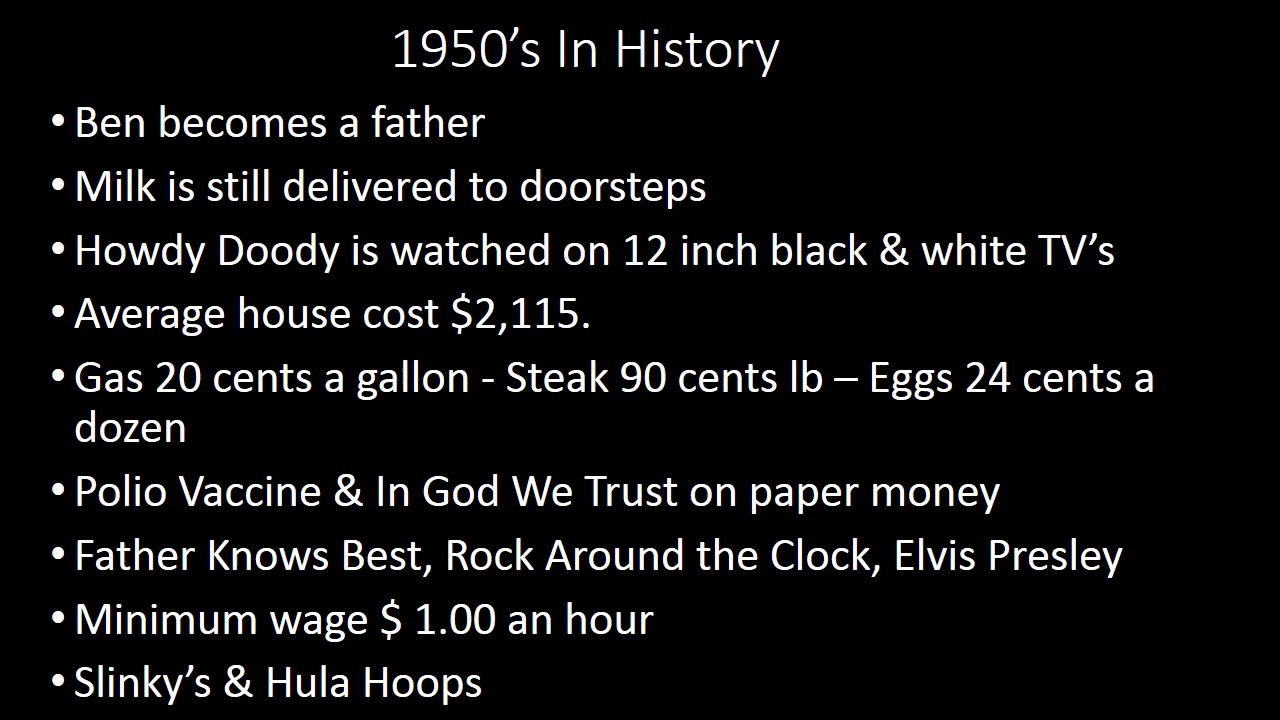 1950’s In History
• Ben becomes a father
• Milk is still delivered to doorsteps
• Howdy Doody is watched on 12 inch black & white TV’s
• Average house cost $2,115.
• Gas 20 cents a gallon - Steak 90 cents lb – Eggs 24 cents a
dozen
• Polio Vaccine & In God We Trust on paper money
• Father Knows Best, Rock Around the Clock, Elvis Presley
• Minimum wage $ 1.00 an hour
• Slinky’s & Hula Hoops